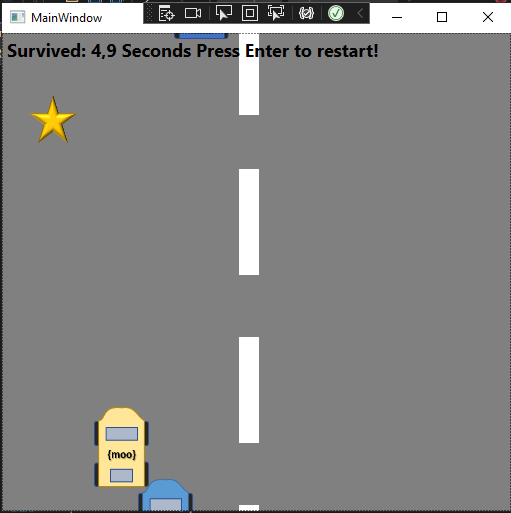 MainWindow
Survived: 4,9 Seconds Press Enter to restart!
{moo}